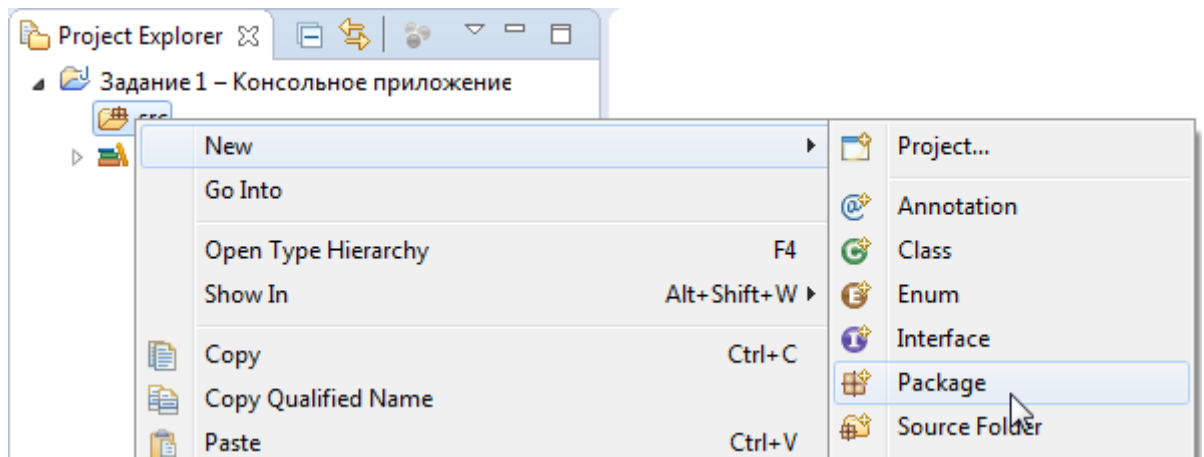 Project Explorer
Задание 1 – Консольное приложение
src
New
Go Into
Open Type Hierarchy F4
Show In Alt+Shift+W
Copy Ctrl+C
Copy Qualified Name
Paste Ctrl+V
Project...
Annotation
Class
Enum
Interface
Package
Source Folder